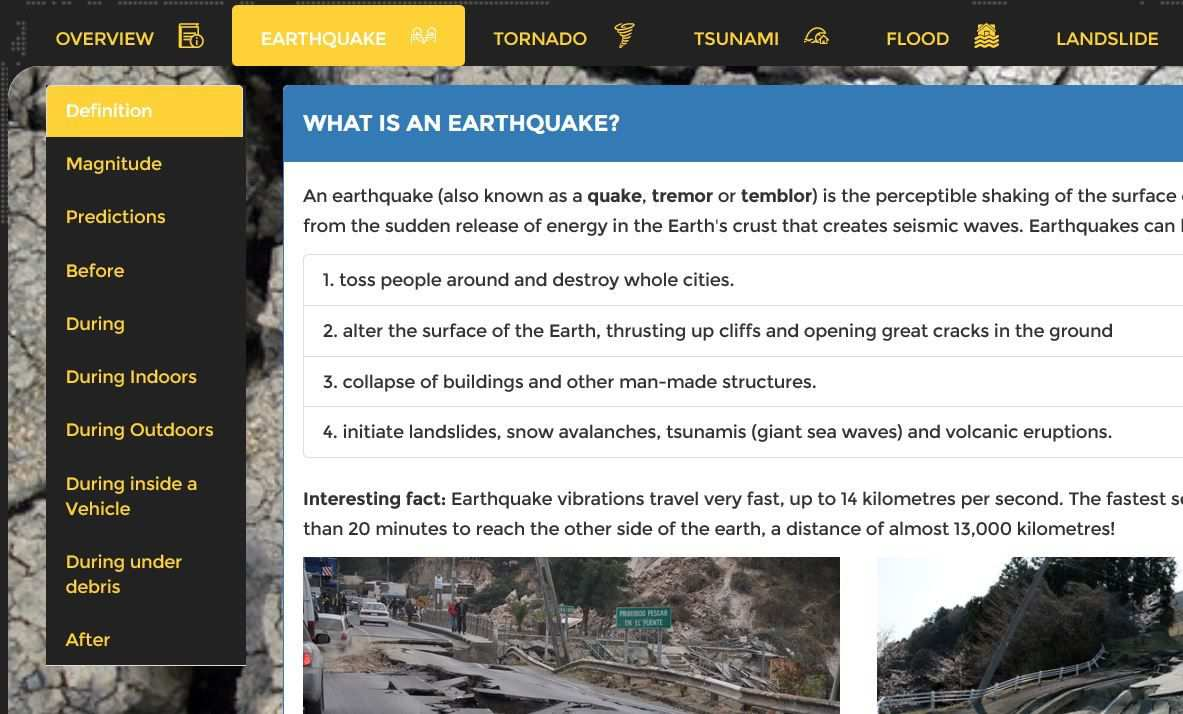 OVERVIEW
EARTHQUAKE
TORNADO
TSUNAMI
FLOOD
LANDSLIDE
Definition
Magnitude
Predictions
Before
During
During Indoors
During Outdoors
During inside a
Vehicle
During under
debris
After
WHAT IS AN EARTHQUAKE?
An earthquake (also known as a quake, tremor or temblor) is the perceptible shaking of the surface
from the sudden release of energy in the Earth's crust that creates seismic waves. Earthquakes can
1. toss people around and destroy whole cities.
2. alter the surface of the Earth, thrusting up cliffs and opening great cracks in the ground
3. collapse of buildings and other man-made structures.
4. initiate landslides, snow avalanches, tsunamis (giant sea waves) and volcanic eruptions.
Interesting fact: Earthquake vibrations travel very fast, up to 14 kilometres per second. The fastest
than 20 minutes to reach the other side of the earth, a distance of almost 13,000 kilometres!
PROHIBIDO PESCAR
EN EL PUENTE